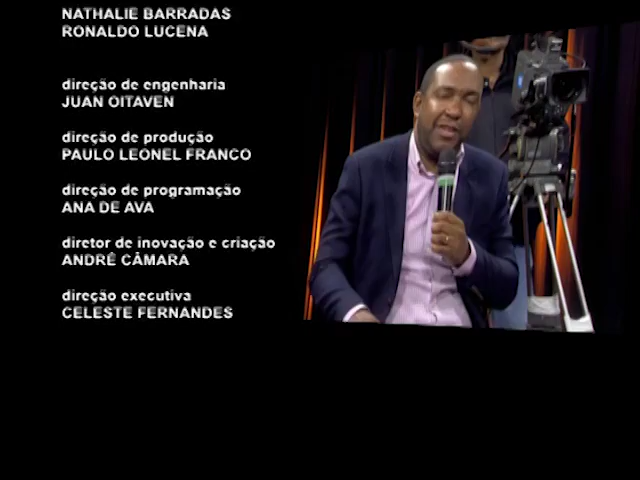 NATHALIE BARRADAS
RONALDO LUCENA
direção de engenharia
JUAN OITAVEN
direção de produção
PAULO LEONEL FRANCO
direção de programação
ANA DE AVA
diretor de inovação e criação
ANDRÉ CÂMARA
direção executiva
CELESTE FERNANDES